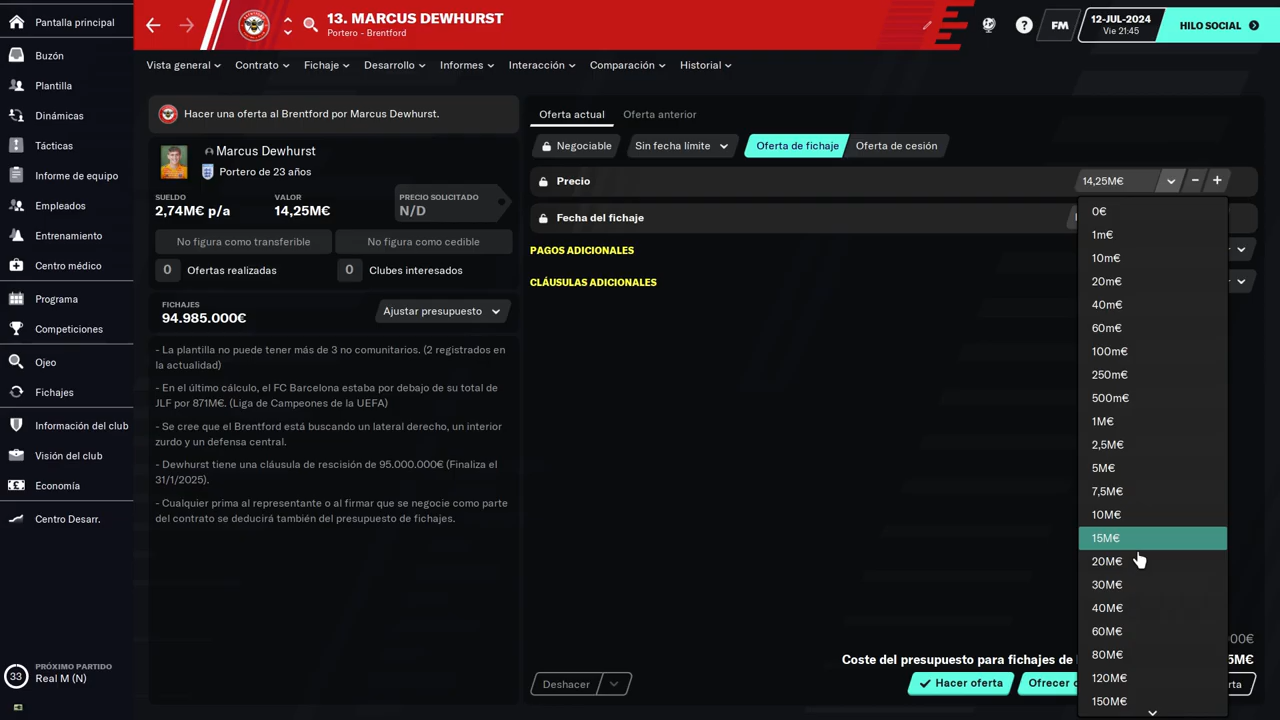 Pantalla principal
Buzón
Plantilla
Dinámicas
Tácticas
Informe de equipo
Empleados
Entrenamiento
Centro médico
Programa
Competiciones
Ojeo
Fichajes
Información del club
Visión del club
Economía
Centro Desarr.
33
PRÓXIMO PARTIDO
Real M (N)
13. MARCUS DEWHURST
Portero - Brentford
FM
12-JUL-2024
Vie 21:45
HILO SOCIAL
Vista general
Contrato
Fichaje
Desarrollo
Informes
Interacción
Comparación
Historial
Hacer una oferta al Brentford por Marcus Dewhurst.
Marcus Dewhurst
Portero de 23 años
SUELDO
2,74M€ p/a
VALOR
14,25M€
PRECIO SOLICITADO
N/D
No figura como transferible
No figura como cedible
0 Ofertas realizadas
0 Clubes interesados
FICHAJES
94.985.000€
Ajustar presupuesto
- La plantilla no puede tener más de 3 no comunitarios. (2 registrados en
la actualidad)
- En el último cálculo, el FC Barcelona estaba por debajo de su total de
JLF por 871M€. (Liga de Campeones de la UEFA)
- Se cree que el Brentford está buscando un lateral derecho, un interior
zurdo y un defensa central.
- Dewhurst tiene una cláusula de rescisión de 95.000.000€ (Finaliza el
31/1/2025).
- Cualquier prima al representante o al firmar que se negocie como parte
del contrato se deducirá también del presupuesto de fichajes.
Oferta actual
Oferta anterior
Negociable
Sin fecha límite
Oferta de fichaje
Oferta de cesión
Precio
14,25M€
Fecha del fichaje
PAGOS ADICIONALES
CLÁUSULAS ADICIONALES
0€
1m€
10m€
20m€
40m€
60m€
100m€
250m€
500m€
1M€
2,5M€
5M€
7,5M€
10M€
15M€
20M€
30M€
40M€
60M€
80M€
120M€
150M€
Coste del presupuesto para fichajes de
5M€
Deshacer
Hacer oferta
Ofrecer